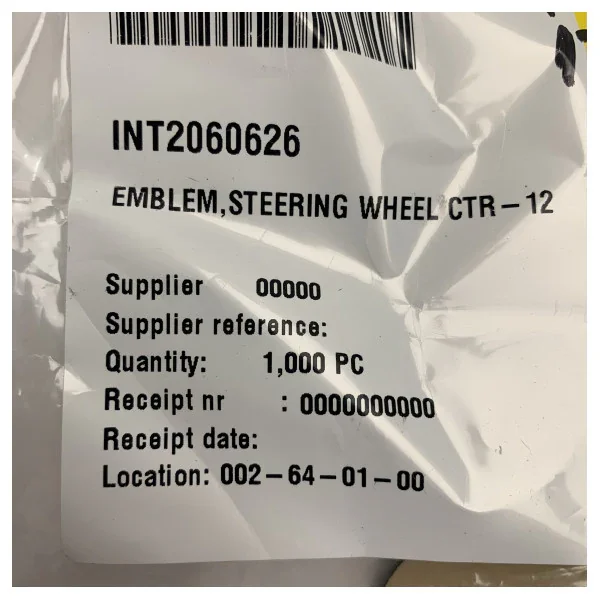 INT2060626
EMBLEM,STEERING WHEEL CTR-12
Supplier 00000
Supplier reference:
Quantity: 1,000 PC
Receipt nr : 0000000000
Receipt date:
Location: 002-64-01-00